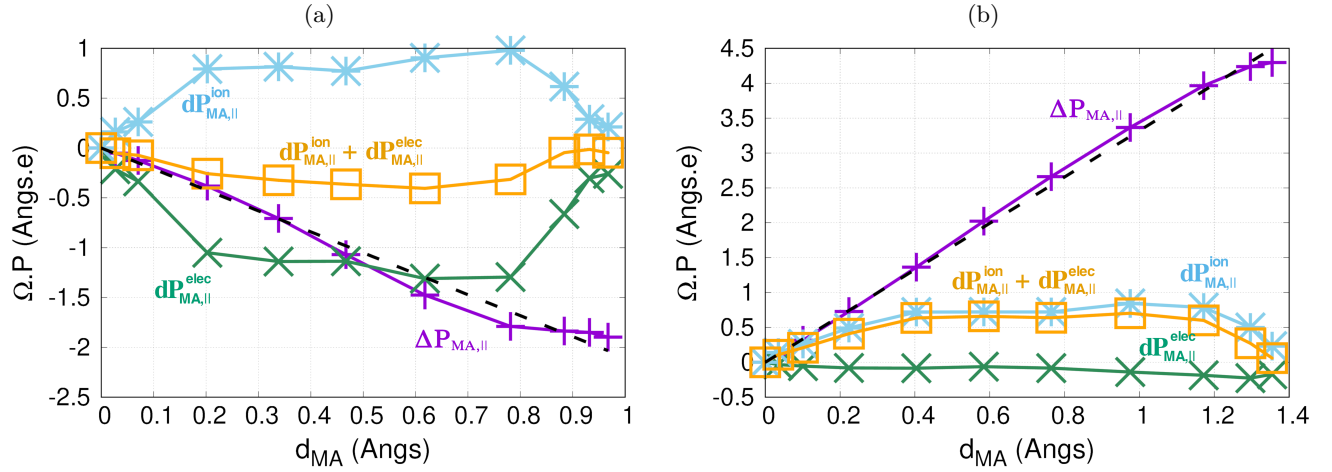 (a)
1
0.5
0
-0.5
-1
-1.5
-2
-2.5
Ω.P (Angs.e)
dP^ion_MA,||
dP^ion_MA,|| + dP^elec_MA,||
dP^elec_MA,||
ΔP_MA,||
0 0.1 0.2 0.3 0.4 0.5 0.6 0.7 0.8 0.9 1
d_MA (Angs)
(b)
4.5
4
3.5
3
2.5
2
1.5
1
0.5
0
-0.5
Ω.P (Angs.e)
ΔP_MA,||
dP^ion_MA,|| + dP^elec_MA,||
dP^ion_MA,||
dP^elec_MA,||
0 0.2 0.4 0.6 0.8 1 1.2 1.4
d_MA (Angs)